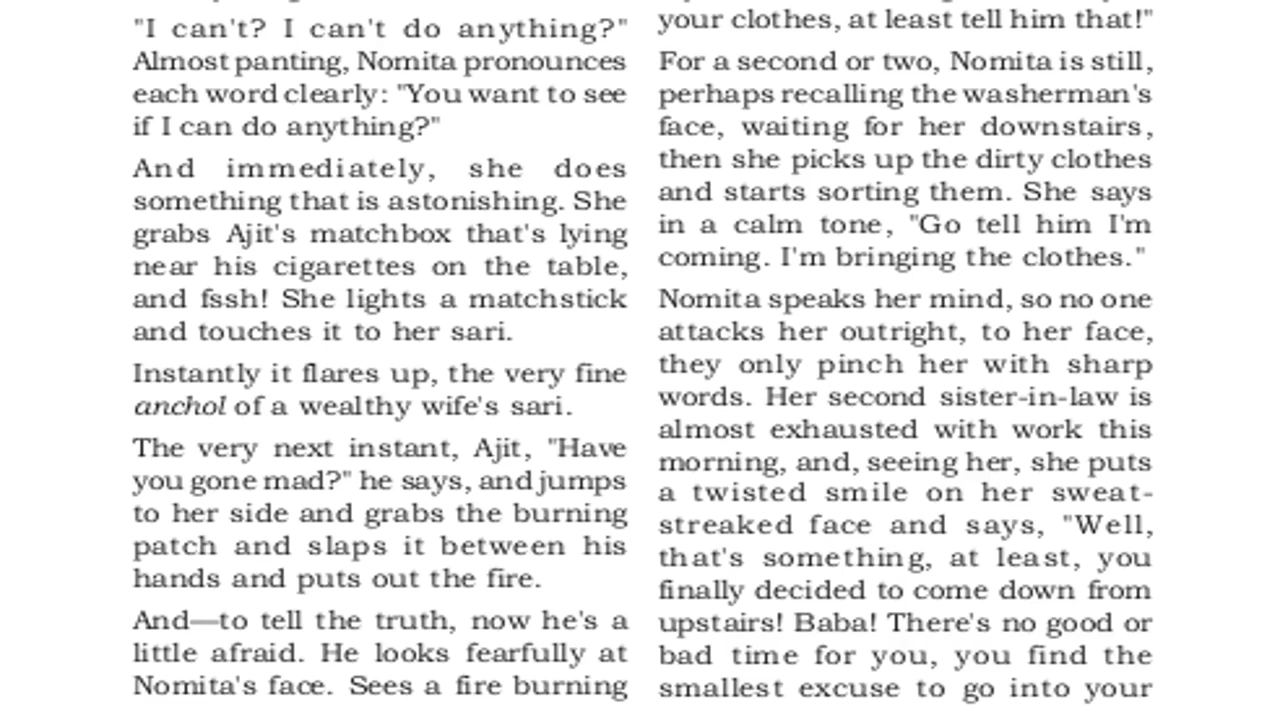 "I can't? I can't do anything?"
Almost panting, Nomita pronounces
each word clearly: "You want to see
if I can do anything?"
And immediately, she does
something that is astonishing. She
grabs Ajit's matchbox that's lying
near his cigarettes on the table,
and fssh! She lights a matchstick
and touches it to her sari.
Instantly it flares up, the very fine
anchol of a wealthy wife's sari.
The very next instant, Ajit, "Have
you gone mad?" he says, and jumps
to her side and grabs the burning
patch and slaps it between his
hands and puts out the fire.
And—to tell the truth, now he's a
little afraid. He looks fearfully at
Nomita's face. Sees a fire burning
your clothes, at least tell him that!"
For a second or two, Nomita is still,
perhaps recalling the washerman's
face, waiting for her downstairs,
then she picks up the dirty clothes
and starts sorting them. She says
in a calm tone, "Go tell him I'm
coming. I'm bringing the clothes."
Nomita speaks her mind, so no one
attacks her outright, to her face,
they only pinch her with sharp
words. Her second sister-in-law is
almost exhausted with work this
morning, and, seeing her, she puts
a twisted smile on her sweat-
streaked face and says, "Well,
that's something, at least, you
finally decided to come down from
upstairs! Baba! There's no good or
bad time for you, you find the
smallest excuse to go into your